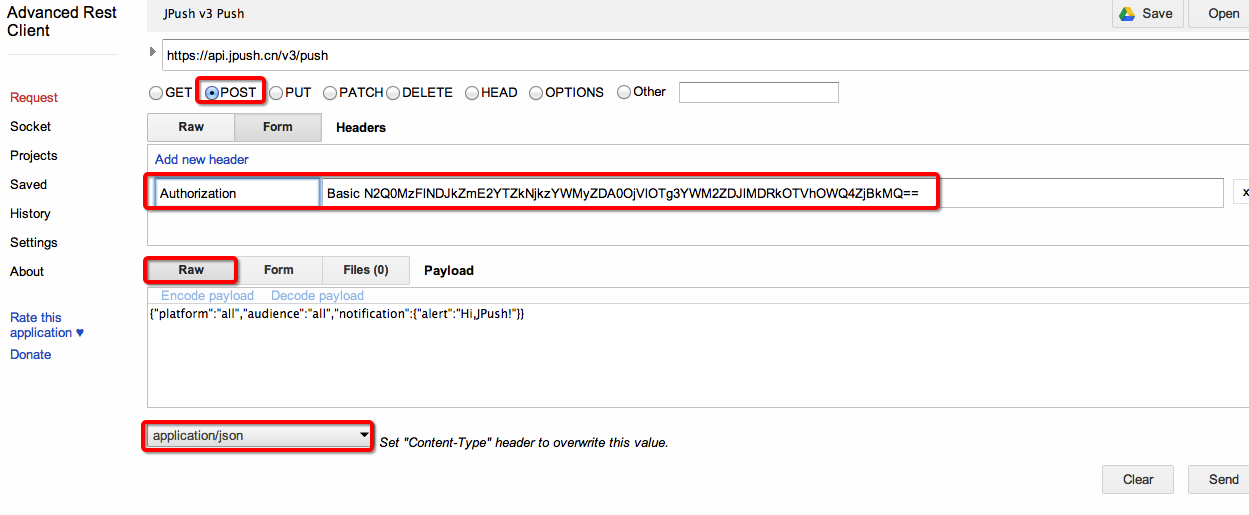 Advanced Rest
Client
JPush v3 Push
Save
Open
https://api.jpush.cn/v3/push
GET POST PUT PATCH DELETE HEAD OPTIONS Other
Request
Socket
Projects
Saved
History
Settings
About
Rate this
application ♥
Donate
Raw Form Headers
Add new header
Authorization Basic N2Q0MzFlNDJkZmE2YTZkNjkzYWMyZDA0OjVlOTg3YWM2ZDJlMDRkOTVhOWQ4ZjBkMQ== x
Raw Form Files (0) Payload
Encode payload Decode payload
{"platform":"all","audience":"all","notification":{"alert":"Hi,JPush!"}}
application/json Set "Content-Type" header to overwrite this value.
Clear Send